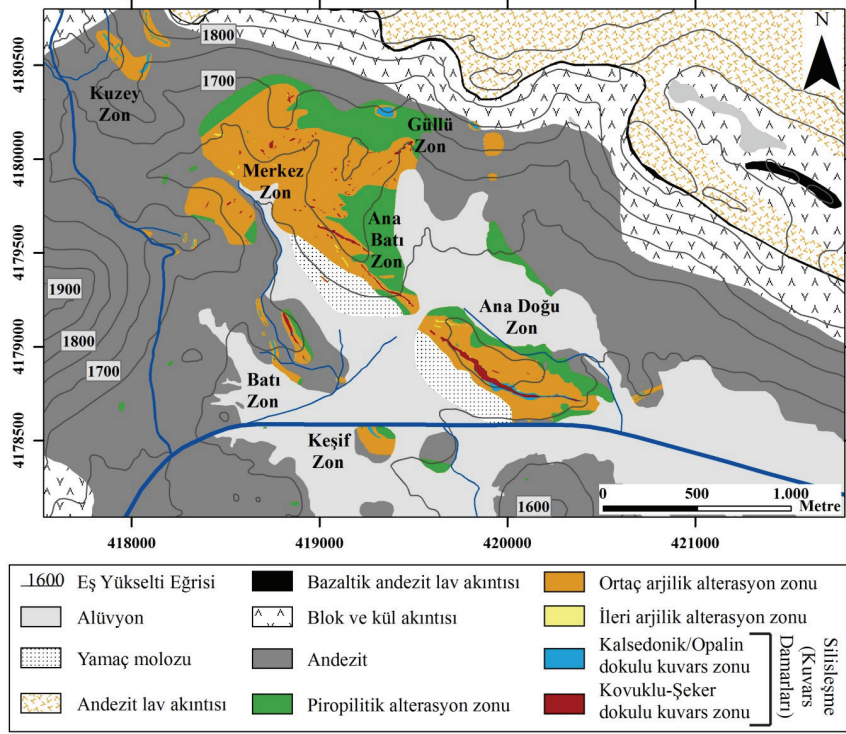 N
1800
4180500
Kuzey
Zon
1700
Güllü
Zon
4180000
Merkez
Zon
Ana
Batı
Zon
4179500
1900
Ana Doğu
Zon
1800
4179000
1700
Batı
Zon
4178500
Keşif
Zon
0 500 1,000
Metre
1600
418000 419000 420000 421000
1600 Eş Yükselti Eğrisi
Alüvyon
Yamaç molozu
Andezit lav akıntısı
Bazaltik andezit lav akıntısı
Blok ve kül akıntısı
Andezit
Piropilitik alterasyon zonu
Ortaç arjilik alterasyon zonu
İleri arjilik alterasyon zonu
Kalsedonik/Opalin
dokulu kuvars zonu
Kovuklu-Şeker
dokulu kuvars zonu
Silisleşme
(Kuvars
Damarları)